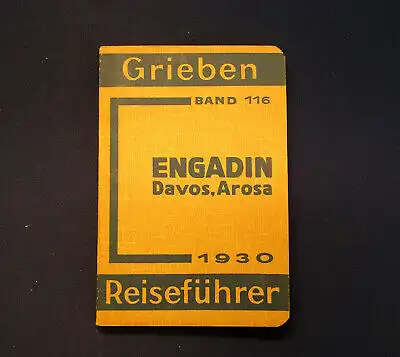 Grieben
BAND 116
ENGADIN
Davos, Arosa
1930
Reiseführer